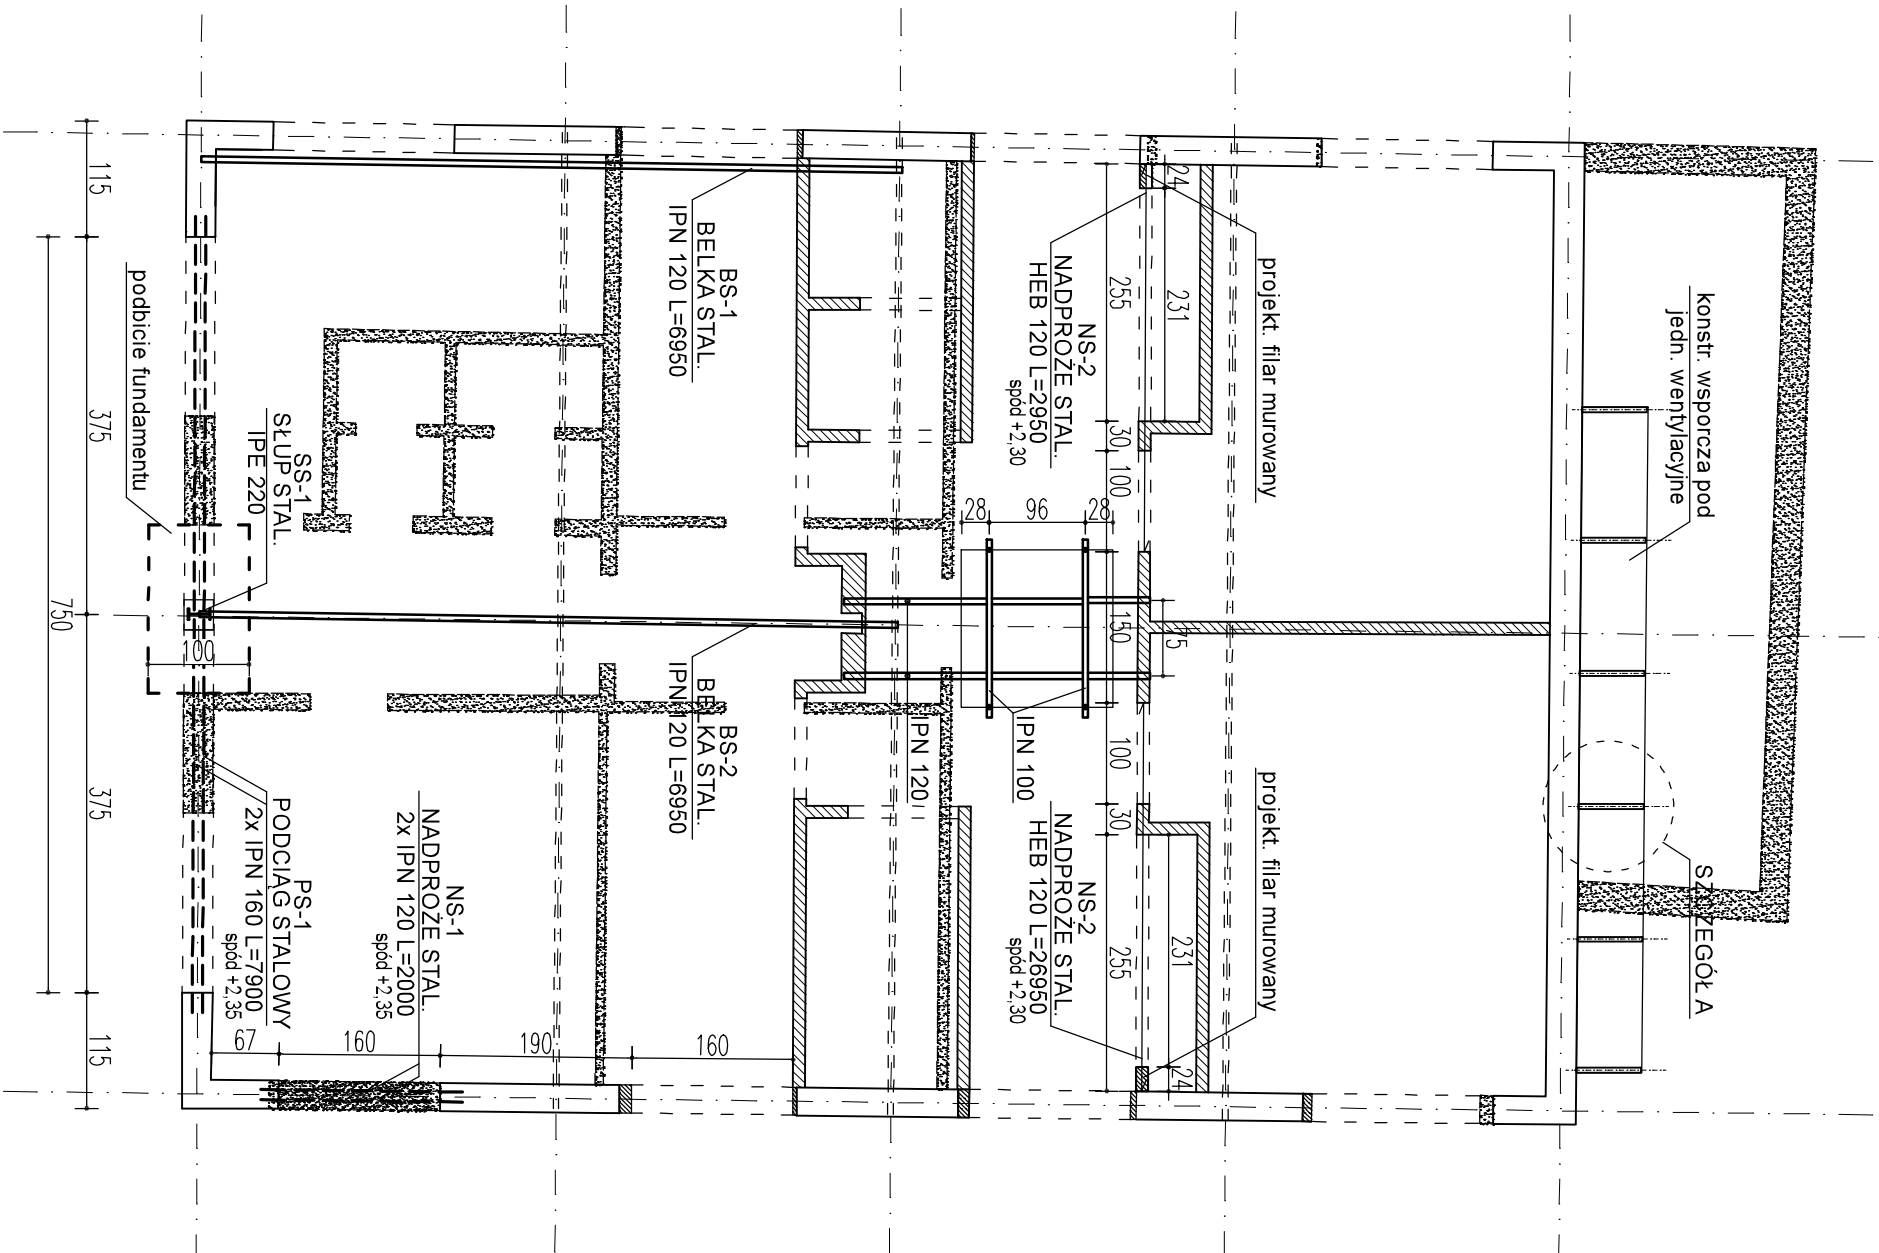 konstr. wsporcza pod
jedn. wentylacyjne
SZCZEGÓŁ A
projekt. filar murowany
projekt. filar murowany
24
231
24
231
NS-2
NADPROŻE STAL.
HEB 120 L=2950
spód +2,30
255
30
100
150
75
100
30
255
NS-2
NADPROŻE STAL.
HEB 120 L=26950
spód +2,30
28
96
28
IPN 100
IPN 120
BS-1
BELKA STAL.
IPN 120 L=6950
BS-2
BELKA STAL.
IPN 120 L=6950
NS-1
NADPROŻE STAL.
2x IPN 120 L=2000
spód +2,35
SS-1
SŁUP STAL.
IPE 220
PS-1
PODCIĄG STALOWY
2x IPN 160 L=7900
spód +2,35
67
160
190
160
podbicie fundamentu
100
115
375
375
115
750